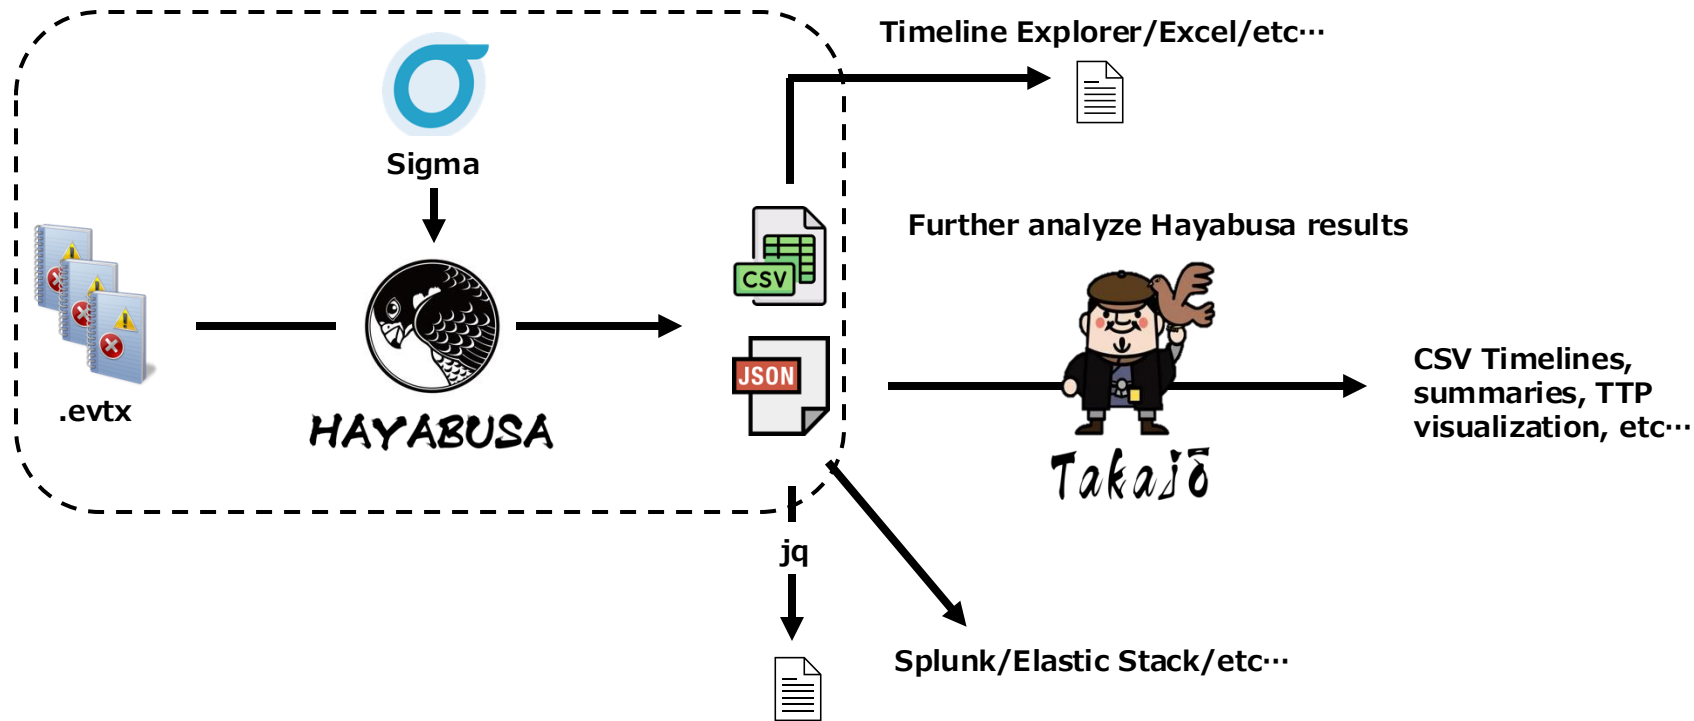 Timeline Explorer/Excel/etc…
Sigma
Further analyze Hayabusa results
CSV
JSON
.evtx
HAYABUSA
CSV Timelines,
summaries, TTP
visualization, etc…
Takajō
jq
Splunk/Elastic Stack/etc…